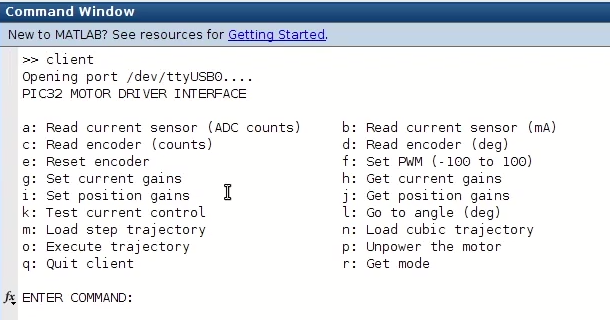 Command Window
New to MATLAB? See resources for Getting Started.
>> client
Opening port /dev/ttyUSB0....
PIC32 MOTOR DRIVER INTERFACE
a: Read current sensor (ADC counts) b: Read current sensor (mA)
c: Read encoder (counts) d: Read encoder (deg)
e: Reset encoder f: Set PWM (-100 to 100)
g: Set current gains h: Get current gains
i: Set position gains j: Get position gains
k: Test current control l: Go to angle (deg)
m: Load step trajectory n: Load cubic trajectory
o: Execute trajectory p: Unpower the motor
q: Quit client r: Get mode
fx ENTER COMMAND: